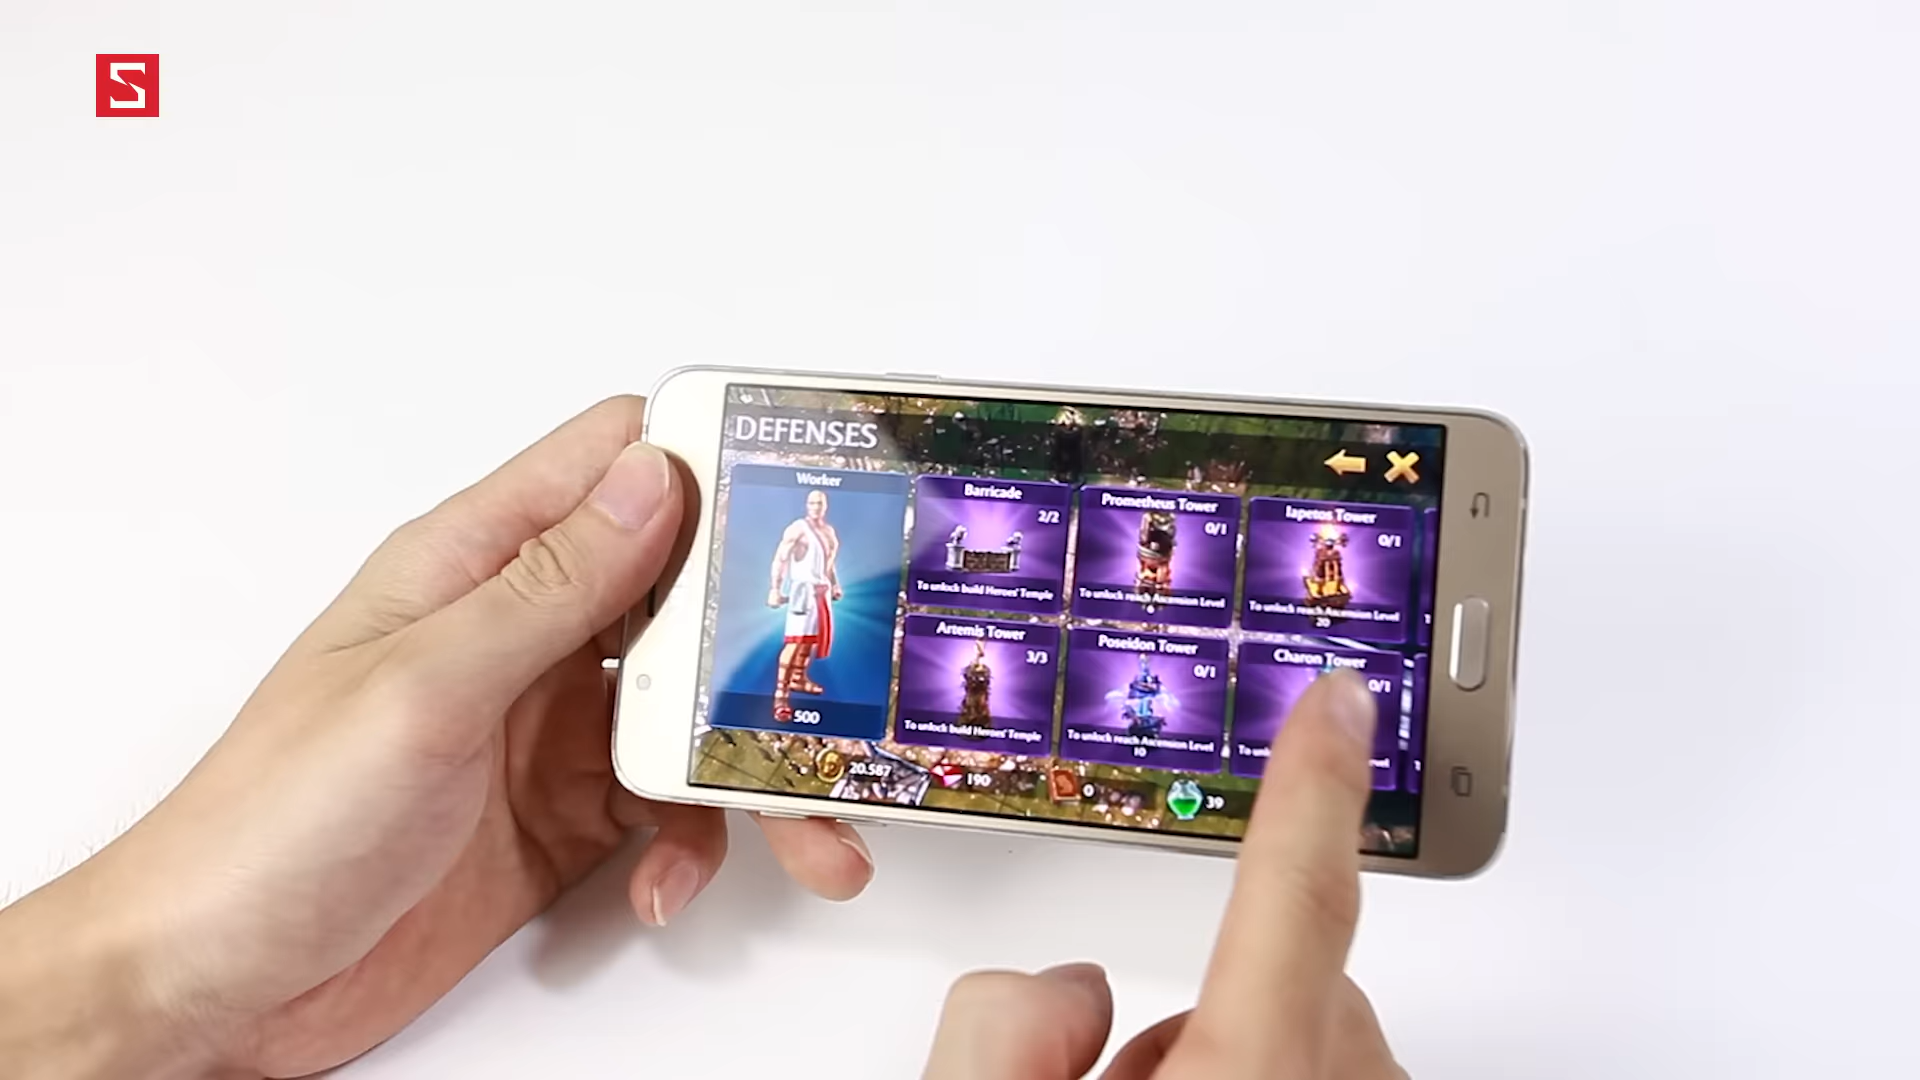 S
DEFENSES
Worker
500
Barricade
2/2
To unlock build Heroes' Temple
Prometheus Tower
0/1
To unlock reach Ascension Level
6
Iapetos Tower
0/1
To unlock reach Ascension Level
20
Artemis Tower
3/3
To unlock build Heroes' Temple
Poseidon Tower
0/1
To unlock reach Ascension Level
10
Charon Tower
0/1
To
20.587
190
0
39